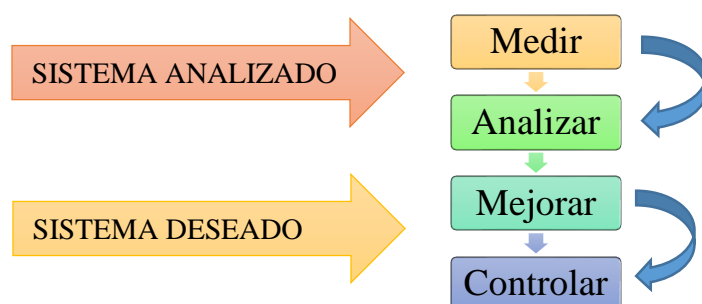 Medir
SISTEMA ANALIZADO
Analizar
Mejorar
SISTEMA DESEADO
Controlar